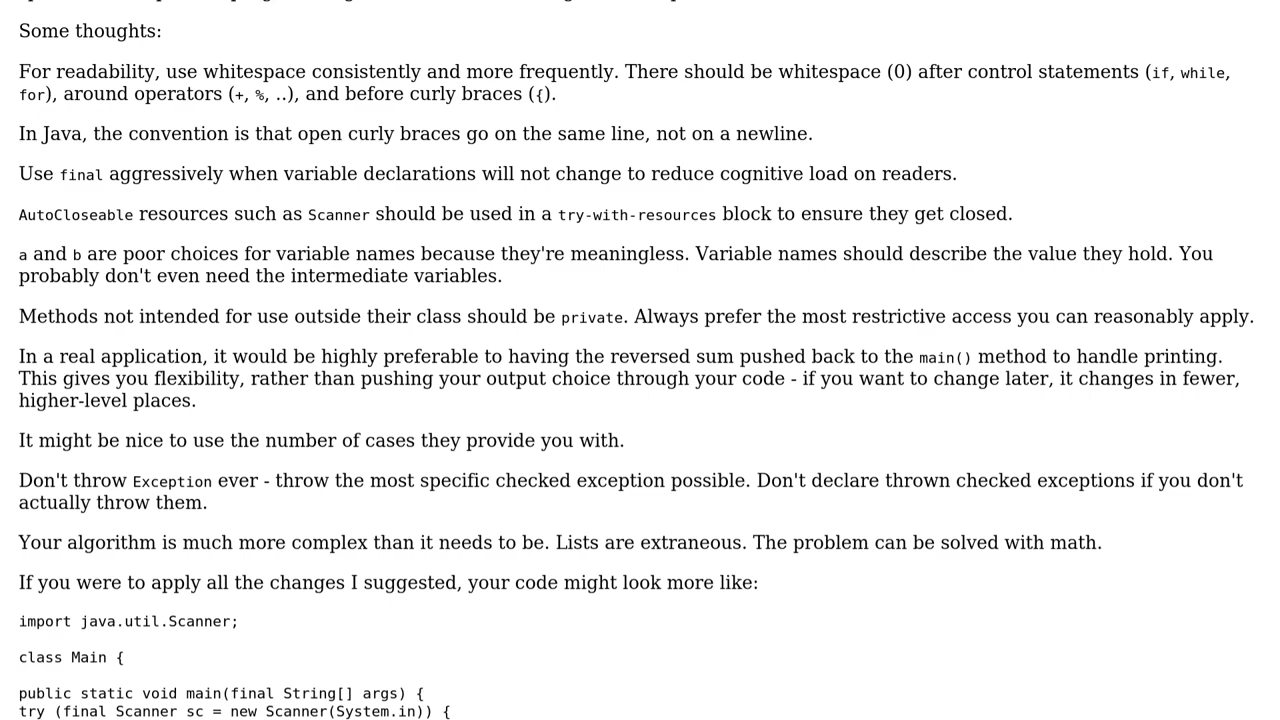 Some thoughts:
For readability, use whitespace consistently and more frequently. There should be whitespace (0) after control statements (if, while,
for), around operators (+, %, ..), and before curly braces ({).
In Java, the convention is that open curly braces go on the same line, not on a newline.
Use final aggressively when variable declarations will not change to reduce cognitive load on readers.
AutoCloseable resources such as Scanner should be used in a try-with-resources block to ensure they get closed.
a and b are poor choices for variable names because they're meaningless. Variable names should describe the value they hold. You
probably don't even need the intermediate variables.
Methods not intended for use outside their class should be private. Always prefer the most restrictive access you can reasonably apply.
In a real application, it would be highly preferable to having the reversed sum pushed back to the main() method to handle printing.
This gives you flexibility, rather than pushing your output choice through your code - if you want to change later, it changes in fewer,
higher-level places.
It might be nice to use the number of cases they provide you with.
Don't throw Exception ever - throw the most specific checked exception possible. Don't declare thrown checked exceptions if you don't
actually throw them.
Your algorithm is much more complex than it needs to be. Lists are extraneous. The problem can be solved with math.
If you were to apply all the changes I suggested, your code might look more like:
import java.util.Scanner;
class Main {
public static void main(final String[] args) {
try (final Scanner sc = new Scanner(System.in)) {